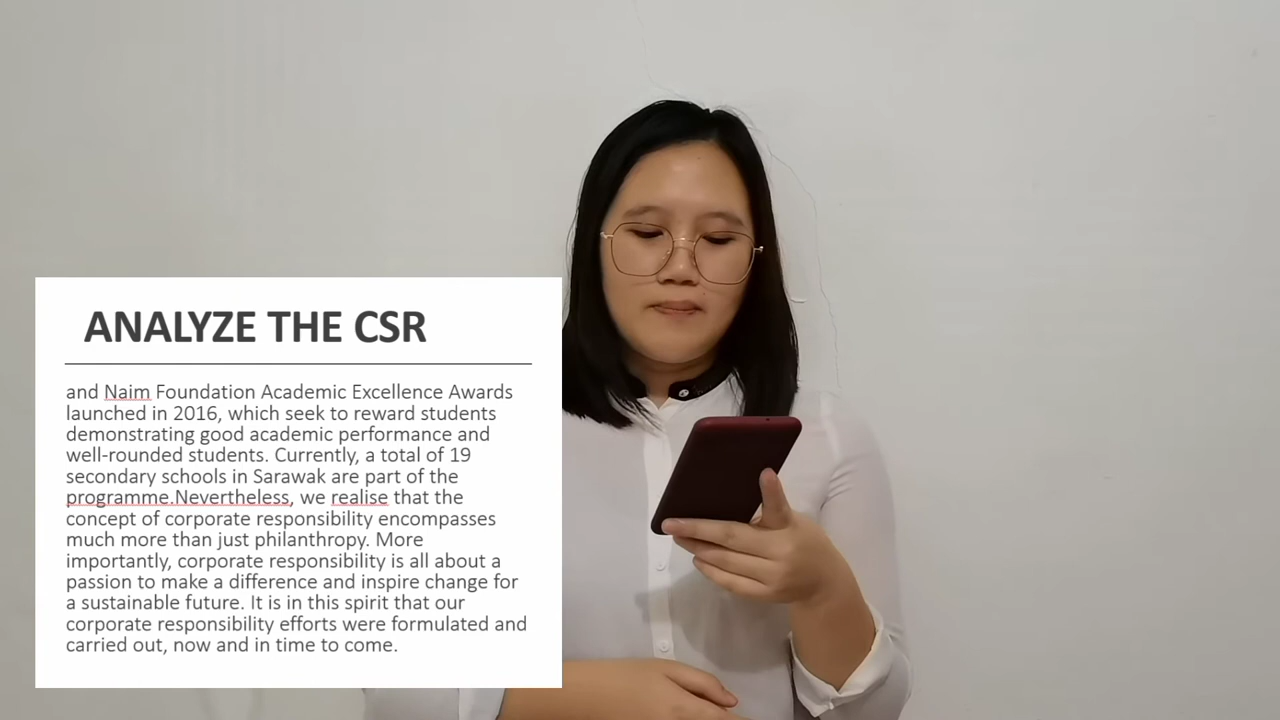 ANALYZE THE CSR
and Naim Foundation Academic Excellence Awards
launched in 2016, which seek to reward students
demonstrating good academic performance and
well-rounded students. Currently, a total of 19
secondary schools in Sarawak are part of the
programme.Nevertheless, we realise that the
concept of corporate responsibility encompasses
much more than just philanthropy. More
importantly, corporate responsibility is all about a
passion to make a difference and inspire change for
a sustainable future. It is in this spirit that our
corporate responsibility efforts were formulated and
carried out, now and in time to come.